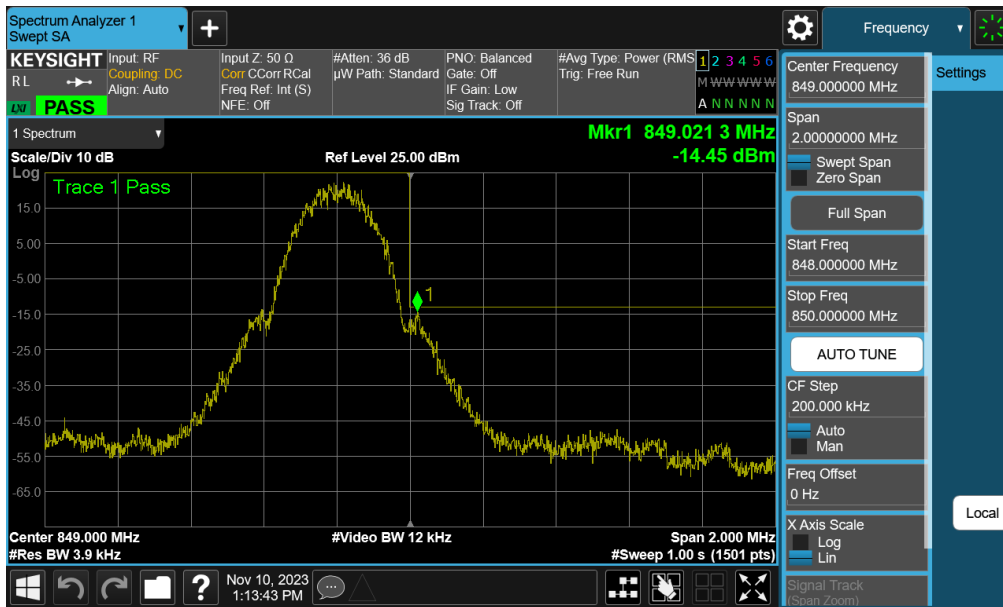 Spectrum Analyzer 1
Swept SA
Frequency
KEYSIGHT
RL
LXI
PASS
Input: RF
Coupling: DC
Align: Auto
Input Z: 50 Ω
Corr CCorr RCal
Freq Ref: Int (S)
NFE: Off
#Atten: 36 dB
µW Path: Standard
PNO: Balanced
Gate: Off
IF Gain: Low
Sig Track: Off
#Avg Type: Power (RMS
Trig: Free Run
1 2 3 4 5 6
M W W W W W
A N N N N N
1 Spectrum
Scale/Div 10 dB
Log
Ref Level 25.00 dBm
Mkr1 849.021 3 MHz
-14.45 dBm
Trace 1 Pass
15.0
5.00
-5.00
1
-15.0
-25.0
-35.0
-45.0
-55.0
-65.0
Center 849.000 MHz
#Res BW 3.9 kHz
#Video BW 12 kHz
Span 2.000 MHz
#Sweep 1.00 s (1501 pts)
?
Nov 10, 2023
1:13:43 PM
Center Frequency
849.000000 MHz
Span
2.00000000 MHz
Swept Span
Zero Span
Full Span
Start Freq
848.000000 MHz
Stop Freq
850.000000 MHz
AUTO TUNE
CF Step
200.000 kHz
Auto
Man
Freq Offset
0 Hz
X Axis Scale
Log
Lin
Signal Track
(Span Zoom)
Settings
Local